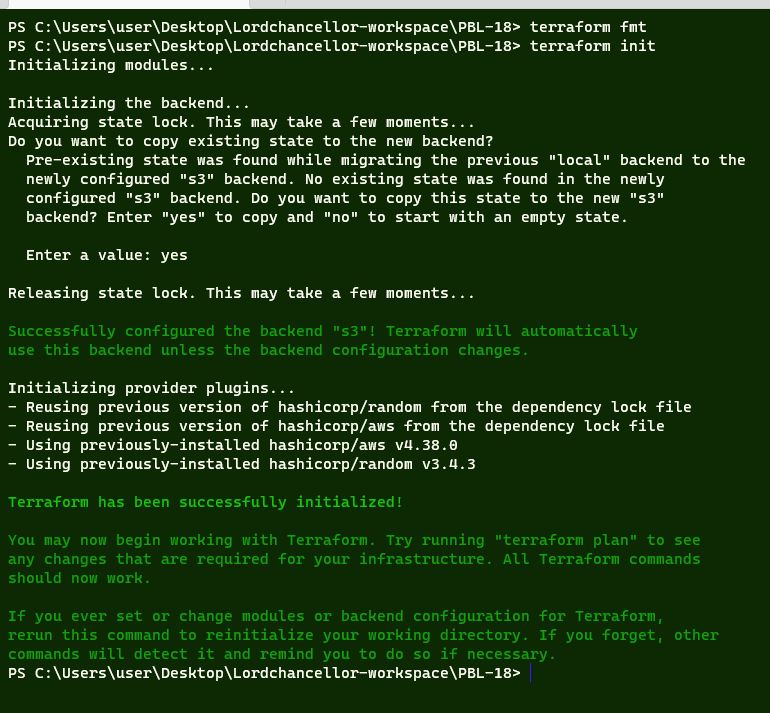 PS C:\Users\user\Desktop\Lordchancellor-workspace\PBL-18> terraform fmt
PS C:\Users\user\Desktop\Lordchancellor-workspace\PBL-18> terraform init
Initializing modules...

Initializing the backend...
Acquiring state lock. This may take a few moments...
Do you want to copy existing state to the new backend?
  Pre-existing state was found while migrating the previous "local" backend to the
  newly configured "s3" backend. No existing state was found in the newly
  configured "s3" backend. Do you want to copy this state to the new "s3"
  backend? Enter "yes" to copy and "no" to start with an empty state.

  Enter a value: yes

Releasing state lock. This may take a few moments...

Successfully configured the backend "s3"! Terraform will automatically
use this backend unless the backend configuration changes.

Initializing provider plugins...
- Reusing previous version of hashicorp/random from the dependency lock file
- Reusing previous version of hashicorp/aws from the dependency lock file
- Using previously-installed hashicorp/aws v4.38.0
- Using previously-installed hashicorp/random v3.4.3

Terraform has been successfully initialized!

You may now begin working with Terraform. Try running "terraform plan" to see
any changes that are required for your infrastructure. All Terraform commands
should now work.

If you ever set or change modules or backend configuration for Terraform,
rerun this command to reinitialize your working directory. If you forget, other
commands will detect it and remind you to do so if necessary.
PS C:\Users\user\Desktop\Lordchancellor-workspace\PBL-18>